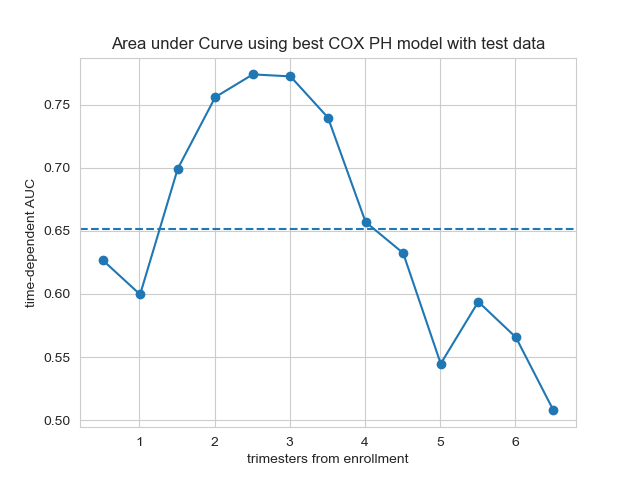 Area under Curve using best COX PH model with test data
time-dependent AUC
0.75
0.70
0.65
0.60
0.55
0.50
1 2 3 4 5 6
trimesters from enrollment